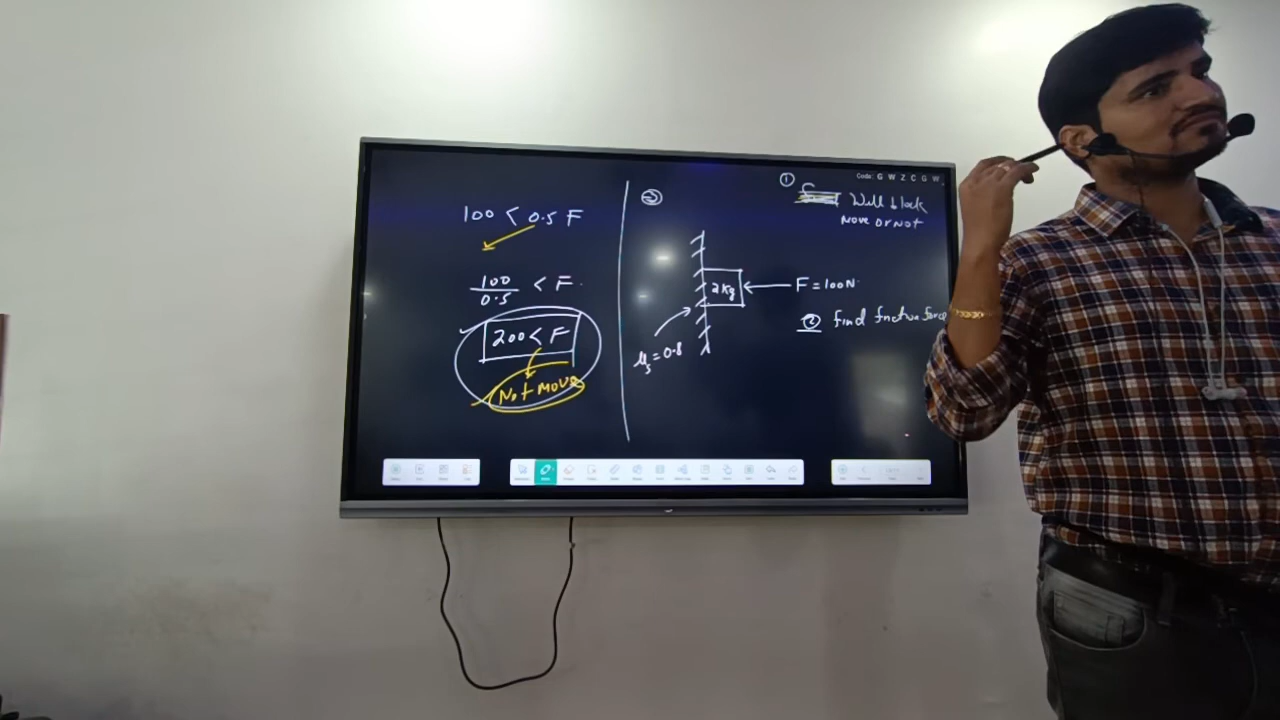 100 < 0.5 F
100/0.5 < F
200 < F
Not move
②
2kg
μs = 0.8
F = 100N
Code: G W Z C G W
① Will block
move or not
② find friction force